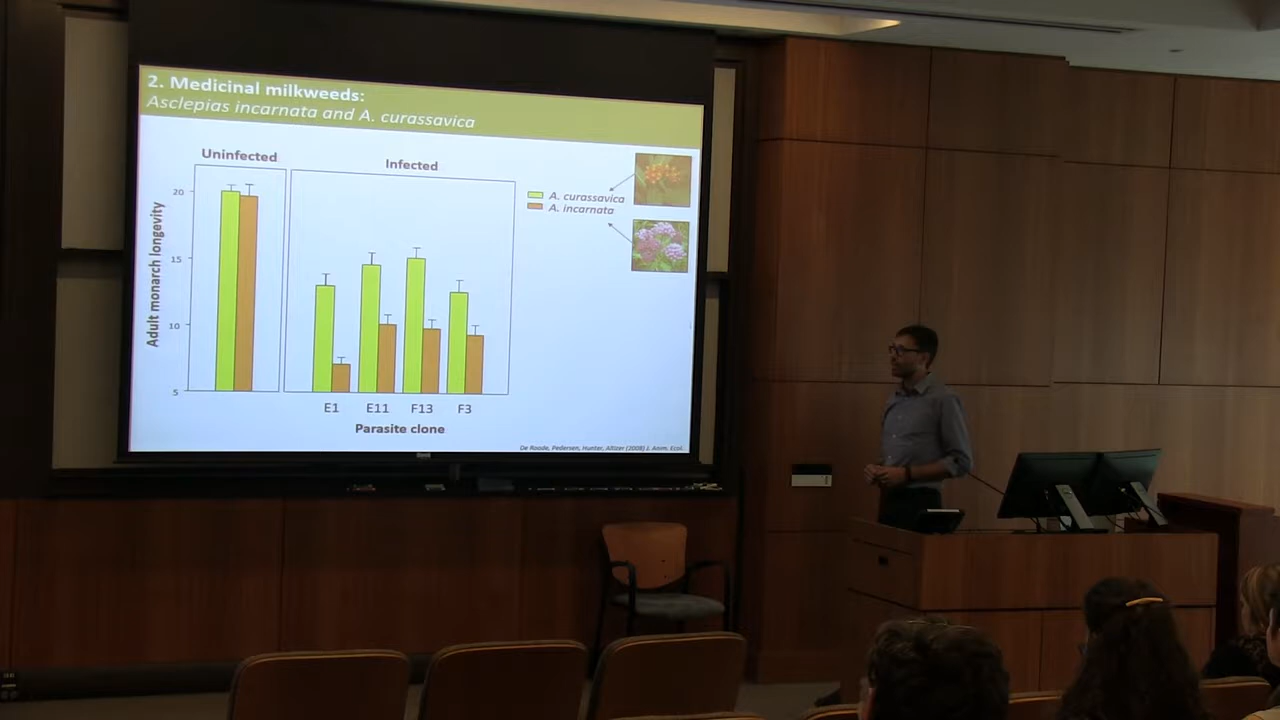 2. Medicinal milkweeds:
Asclepias incarnata and A. curassavica
Uninfected
Infected
A. curassavica
A. incarnata
Adult monarch longevity
20
15
10
5
E1 E11 F13 F3
Parasite clone
De Roode, Pedersen, Hunter, Altizer (2008) J. Anim. Ecol.